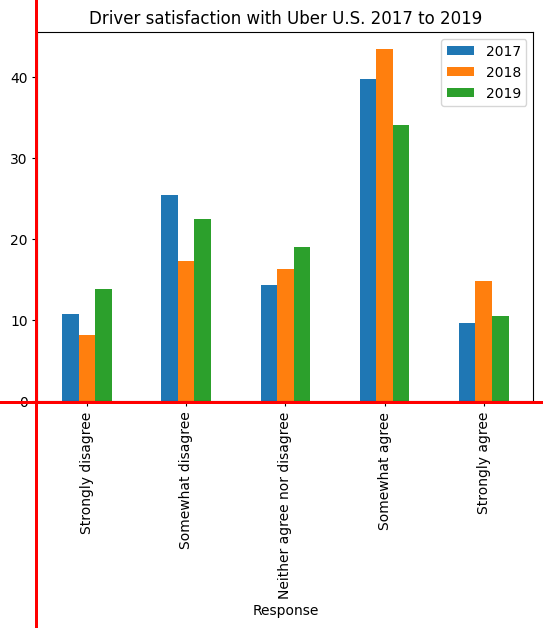 Driver satisfaction with Uber U.S. 2017 to 2019
2017
2018
2019
40
30
20
10
0
Strongly disagree
Somewhat disagree
Neither agree nor disagree
Somewhat agree
Strongly agree
Response